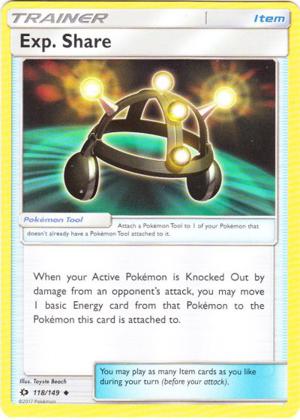 TRAINER Item
Exp. Share
Pokémon Tool
Attach a Pokémon Tool to 1 of your Pokémon that
doesn't already have a Pokémon Tool attached to it.
When your Active Pokémon is Knocked Out by
damage from an opponent's attack, you may move
1 basic Energy card from that Pokémon to the
Pokémon this card is attached to.
Illus. Toyste Beach
118/149
©2017 Pokémon
You may play as many Item cards as you like
during your turn (before your attack).